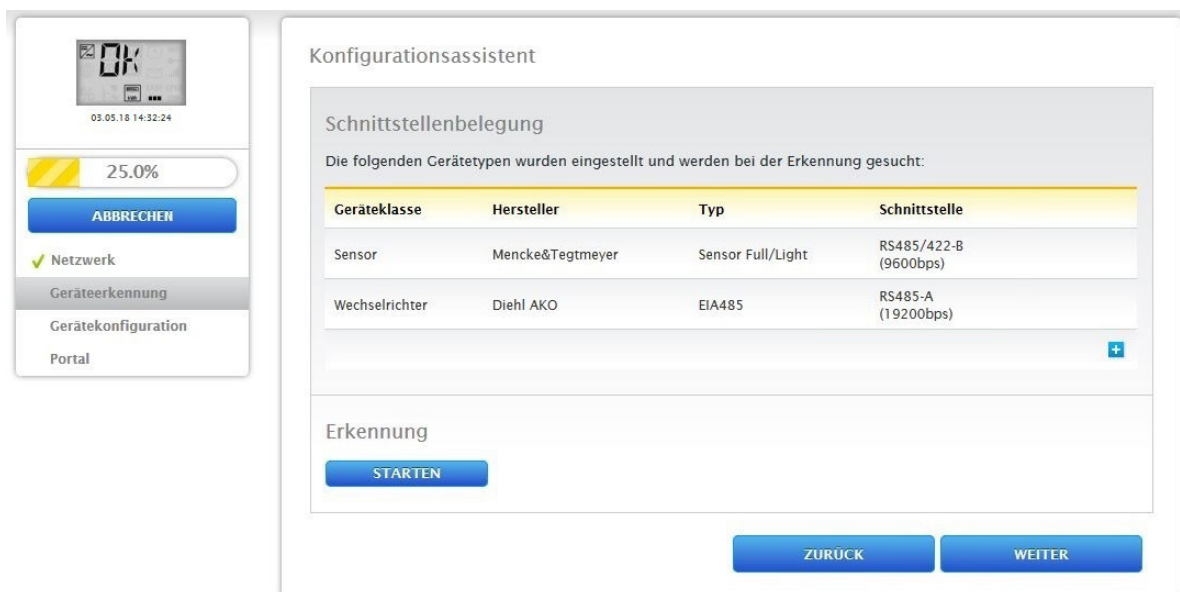 OK
03.05.18 14:32:24
25.0%
ABBRECHEN
Netzwerk
Geräteerkennung
Gerätekonfiguration
Portal
Konfigurationsassistent
Schnittstellenbelegung
Die folgenden Gerätetypen wurden eingestellt und werden bei der Erkennung gesucht:
Geräteklasse Hersteller Typ Schnittstelle
Sensor Mencke&Tegtmeyer Sensor Full/Light RS485/422-B
(9600bps)
Wechselrichter Diehl AKO EIA485 RS485-A
(19200bps)
Erkennung
STARTEN
ZURÜCK WEITER